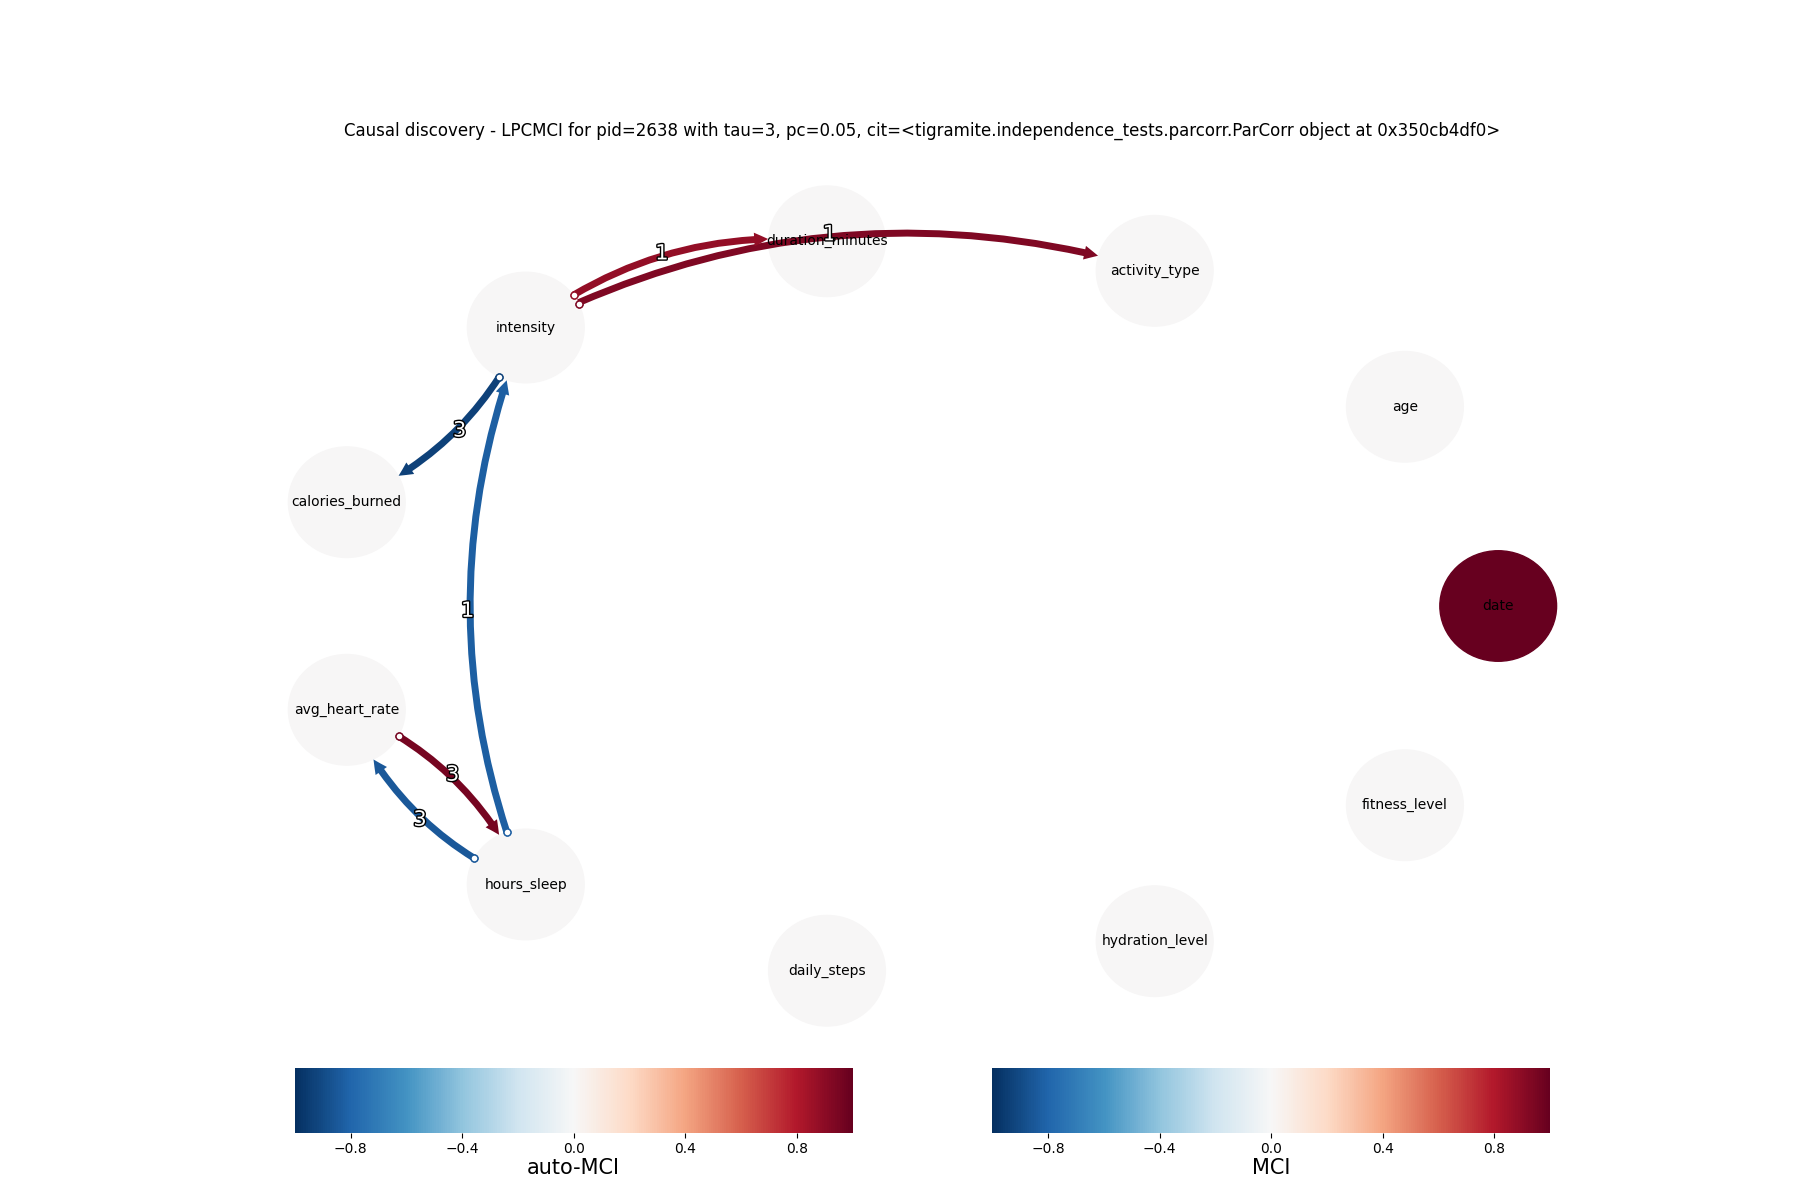 Causal discovery - LPCMCI for pid=2638 with tau=3, pc=0.05, cit=<tigramite.independence_tests.parcorr.ParCorr object at 0x350cb4df0>
1
duration_minutes
1
activity_type
intensity
age
3
calories_burned
1
date
avg_heart_rate
3
3
fitness_level
hours_sleep
hydration_level
daily_steps
−0.8 −0.4 0.0 0.4 0.8
auto-MCI
−0.8 −0.4 0.0 0.4 0.8
MCI